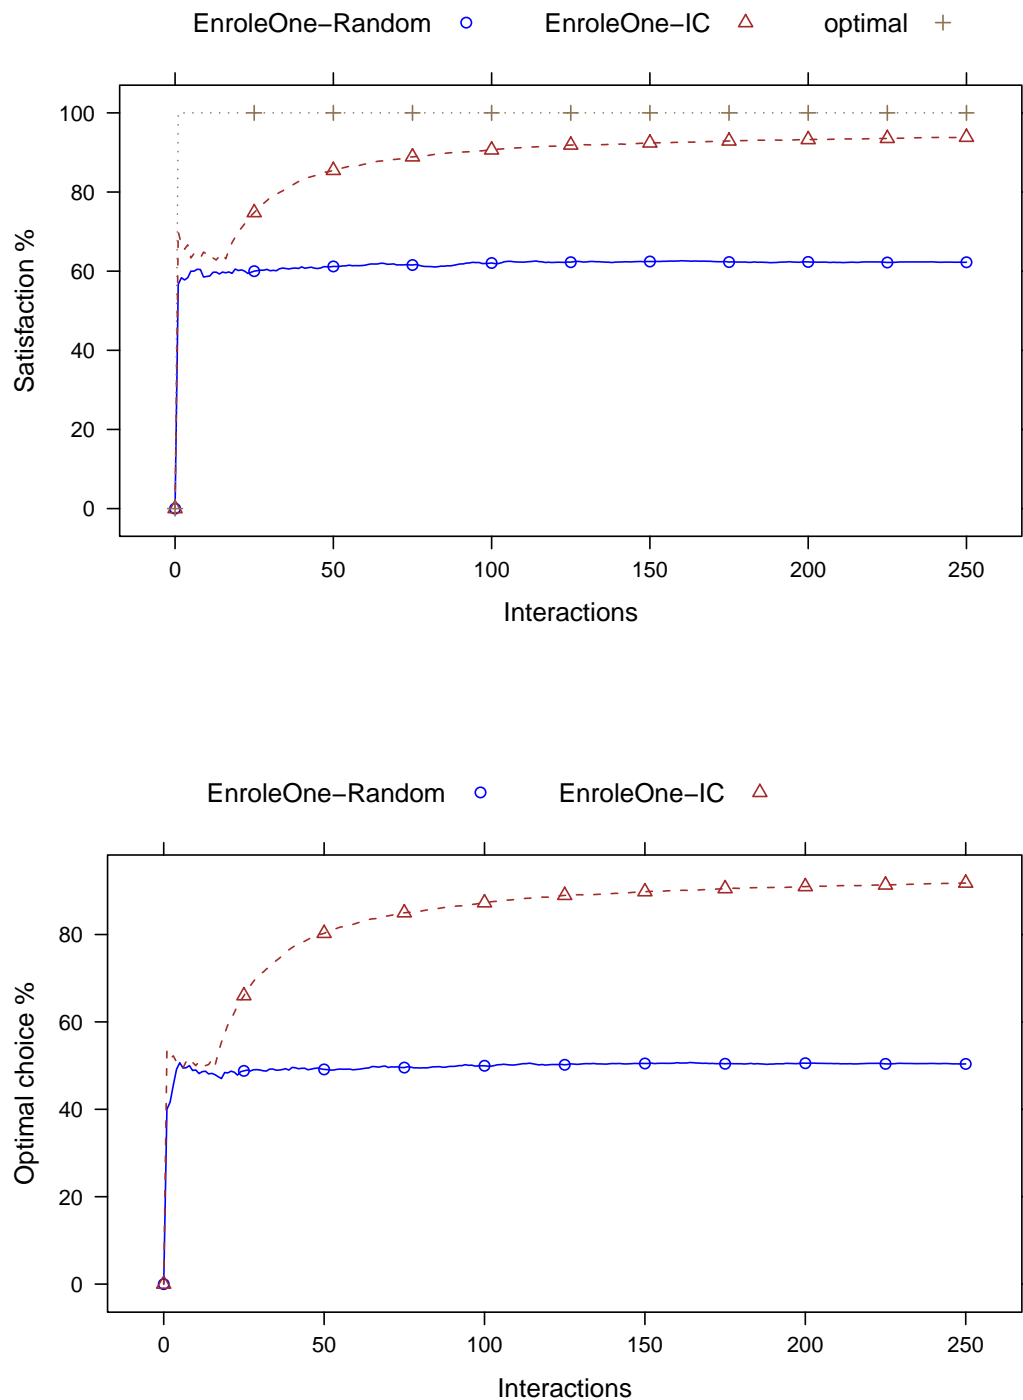 EnroleOne−Random EnroleOne−IC optimal
100
80
60
40
20
0
Satisfaction %
0 50 100 150 200 250
Interactions
EnroleOne−Random EnroleOne−IC
80
60
40
20
0
Optimal choice %
0 50 100 150 200 250
Interactions